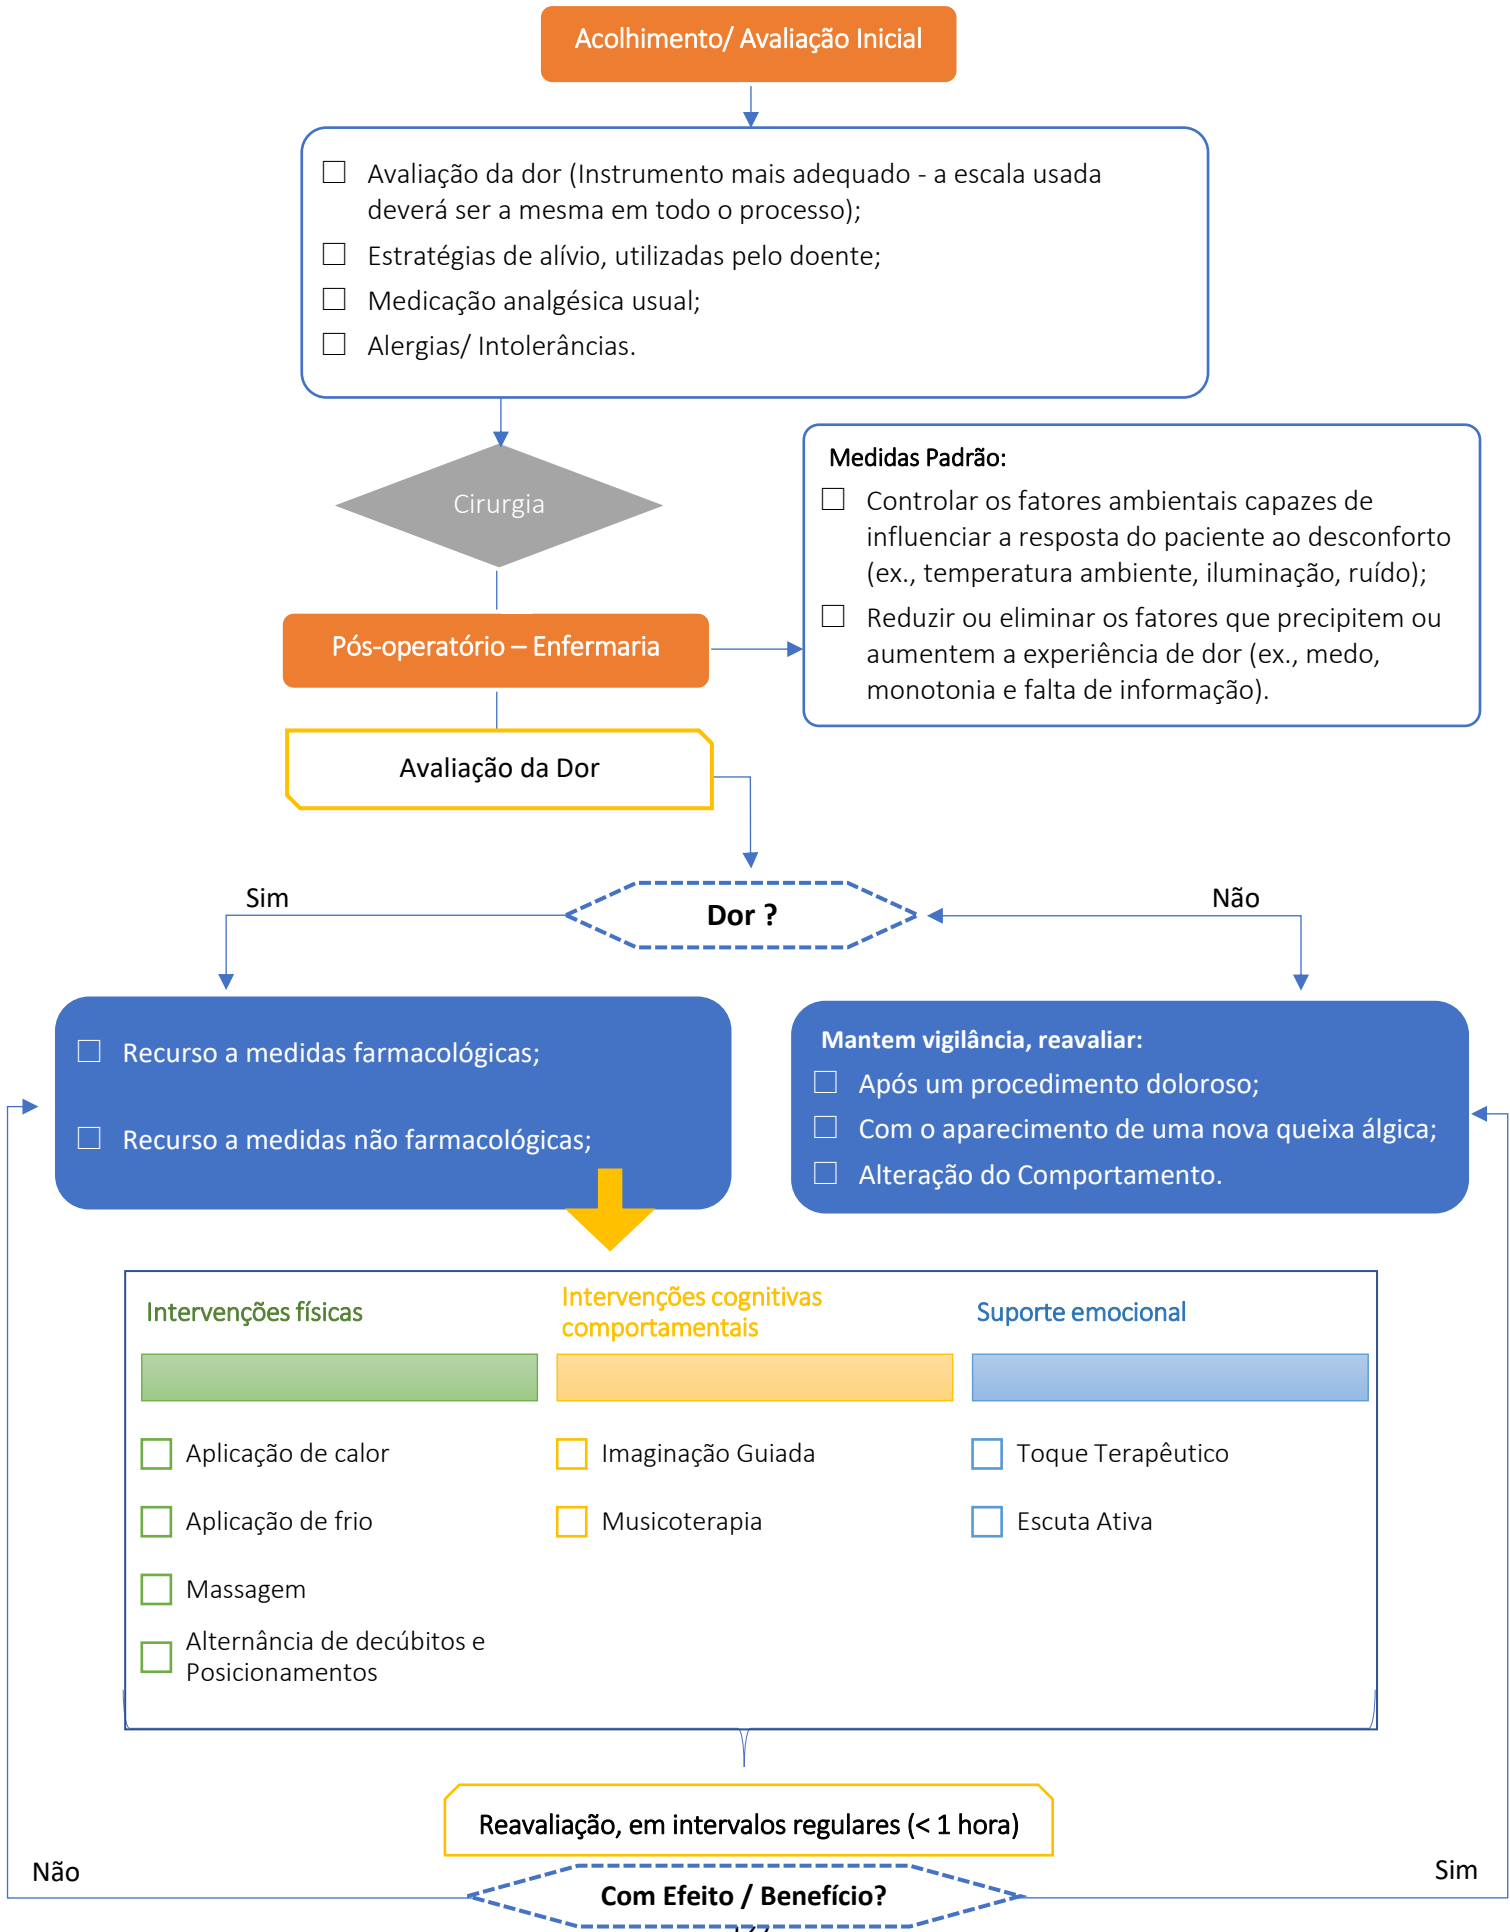 Acolhimento/ Avaliação Inicial
Avaliação da dor (Instrumento mais adequado - a escala usada
deverá ser a mesma em todo o processo);
Estratégias de alívio, utilizadas pelo doente;
Medicação analgésica usual;
Alergias/ Intolerâncias.
Cirurgia
Medidas Padrão:
Controlar os fatores ambientais capazes de
influenciar a resposta do paciente ao desconforto
(ex., temperatura ambiente, iluminação, ruído);
Reduzir ou eliminar os fatores que precipitem ou
aumentem a experiência de dor (ex., medo,
monotonia e falta de informação).
Pós-operatório – Enfermaria
Avaliação da Dor
Dor ?
Sim
Não
Recurso a medidas farmacológicas;
Recurso a medidas não farmacológicas;
Mantem vigilância, reavaliar:
Após um procedimento doloroso;
Com o aparecimento de uma nova queixa álgica;
Alteração do Comportamento.
Intervenções físicas
Aplicação de calor
Aplicação de frio
Massagem
Alternância de decúbitos e
Posicionamentos
Intervenções cognitivas
comportamentais
Imaginação Guiada
Musicoterapia
Suporte emocional
Toque Terapêutico
Escuta Ativa
Reavaliação, em intervalos regulares (< 1 hora)
Não
Com Efeito / Benefício?
Sim